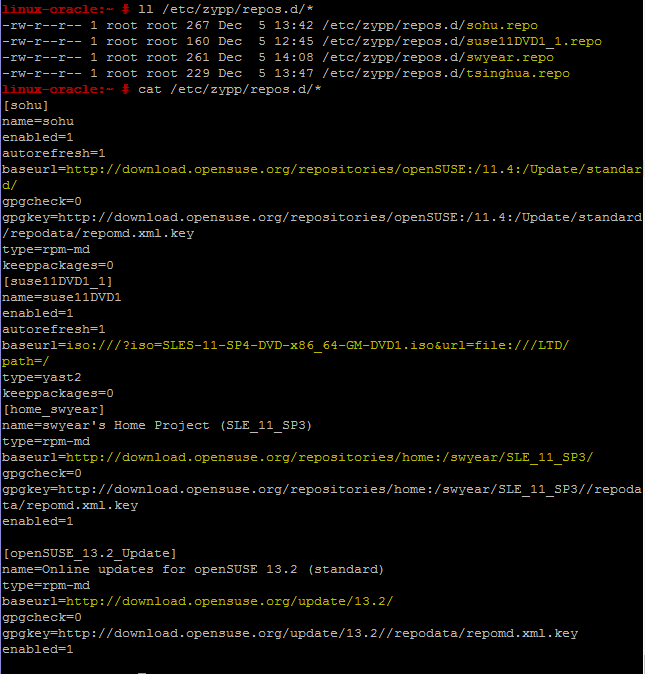 linux-oracle:~ # ll /etc/zypp/repos.d/*
-rw-r--r-- 1 root root 267 Dec  5 13:42 /etc/zypp/repos.d/sohu.repo
-rw-r--r-- 1 root root 160 Dec  5 12:45 /etc/zypp/repos.d/suse11DVD1_1.repo
-rw-r--r-- 1 root root 261 Dec  5 14:08 /etc/zypp/repos.d/swyear.repo
-rw-r--r-- 1 root root 229 Dec  5 13:47 /etc/zypp/repos.d/tsinghua.repo
linux-oracle:~ # cat /etc/zypp/repos.d/*
[sohu]
name=sohu
enabled=1
autorefresh=1
baseurl=http://download.opensuse.org/repositories/openSUSE:/11.4:/Update/standar
d/
gpgcheck=0
gpgkey=http://download.opensuse.org/repositories/openSUSE:/11.4:/Update/standard
/repodata/repomd.xml.key
type=rpm-md
keeppackages=0
[suse11DVD1_1]
name=suse11DVD1
enabled=1
autorefresh=1
baseurl=iso:///?iso=SLES-11-SP4-DVD-x86_64-GM-DVD1.iso&url=file:///LTD/
path=/
type=yast2
keeppackages=0
[home_swyear]
name=swyear's Home Project (SLE_11_SP3)
type=rpm-md
baseurl=http://download.opensuse.org/repositories/home:/swyear/SLE_11_SP3/
gpgcheck=0
gpgkey=http://download.opensuse.org/repositories/home:/swyear/SLE_11_SP3//repoda
ta/repomd.xml.key
enabled=1

[openSUSE_13.2_Update]
name=Online updates for openSUSE 13.2 (standard)
type=rpm-md
baseurl=http://download.opensuse.org/update/13.2/
gpgcheck=0
gpgkey=http://download.opensuse.org/update/13.2//repodata/repomd.xml.key
enabled=1